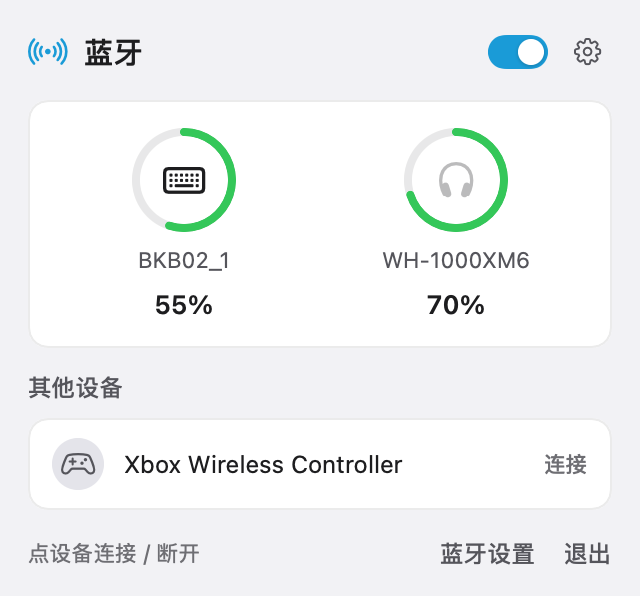 蓝牙
BKB02_1
WH-1000XM6
55%
70%
其他设备
Xbox Wireless Controller
连接
点设备连接 / 断开
蓝牙设置
退出